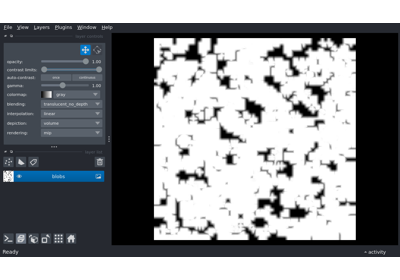 File View Layers Plugins Window Help
layer controls
opacity: 1.00
contrast limits:
auto-contrast: once continuous
gamma: 1.00
colormap: gray
blending: translucent_no_depth
interpolation: linear
depiction: volume
rendering: mip
layer list
blobs
Ready
activity